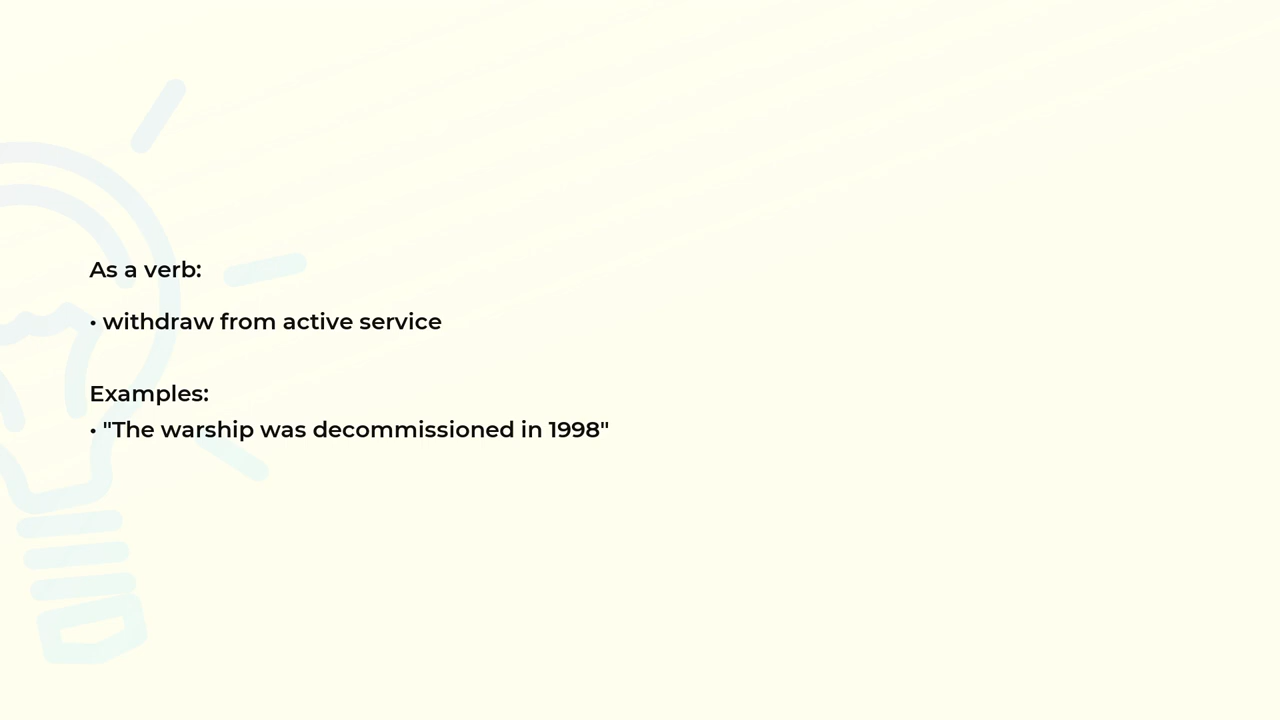 As a verb:
• withdraw from active service
Examples:
• "The warship was decommissioned in 1998"